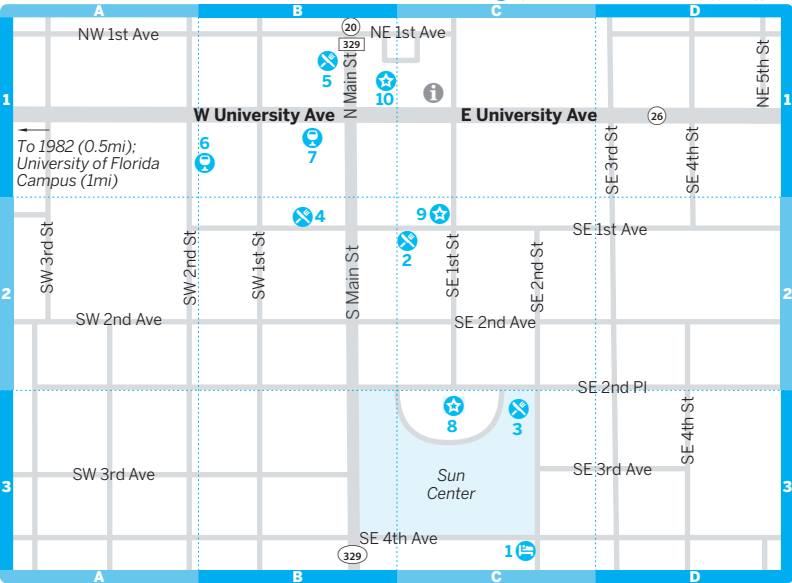 A
B
C
D
NW 1st Ave
20
329
NE 1st Ave
N Main St
NE 5th St
5
10
1
1
W University Ave
E University Ave
26
To 1982 (0.5mi);
University of Florida
Campus (1mi)
6
7
SE 3rd St
SE 4th St
4
9
2
SE 1st Ave
SW 3rd St
SW 2nd St
SW 1st St
S Main St
SE 1st St
SE 2nd St
2
2
SW 2nd Ave
SE 2nd Ave
SE 2nd Pl
8
3
SE 4th St
SW 3rd Ave
Sun
Center
SE 3rd Ave
3
3
SE 4th Ave
329
1
A
B
C
D